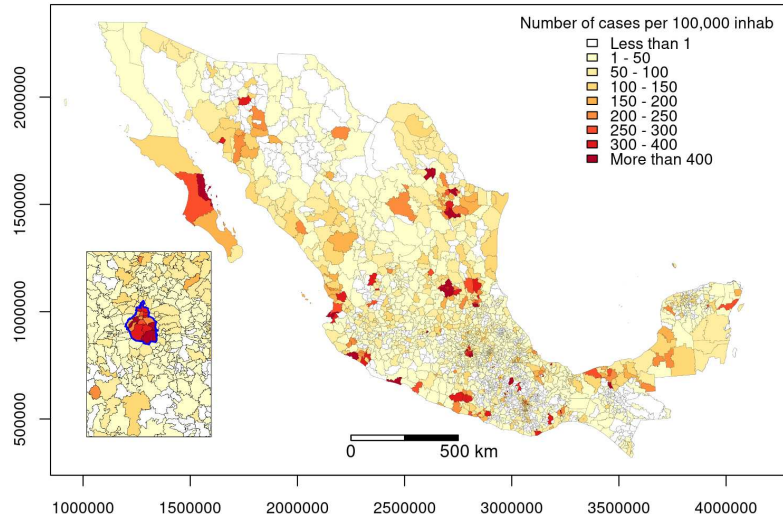 Number of cases per 100,000 inhab
Less than 1
1 - 50
50 - 100
100 - 150
150 - 200
200 - 250
250 - 300
300 - 400
More than 400
2000000
1500000
1000000
500000
0 500 km
1000000 1500000 2000000 2500000 3000000 3500000 4000000